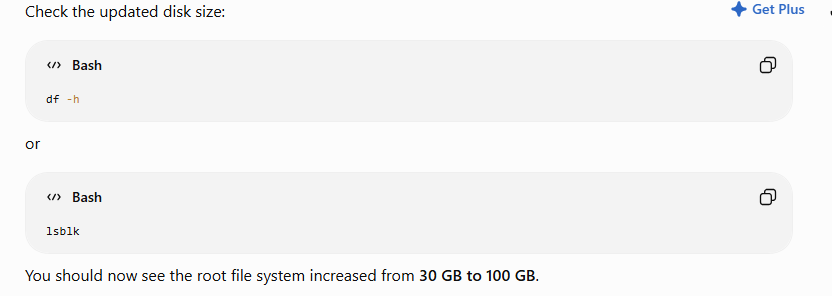 Check the updated disk size:
Get Plus
Bash
df -h
or
Bash
lsblk
You should now see the root file system increased from 30 GB to 100 GB.